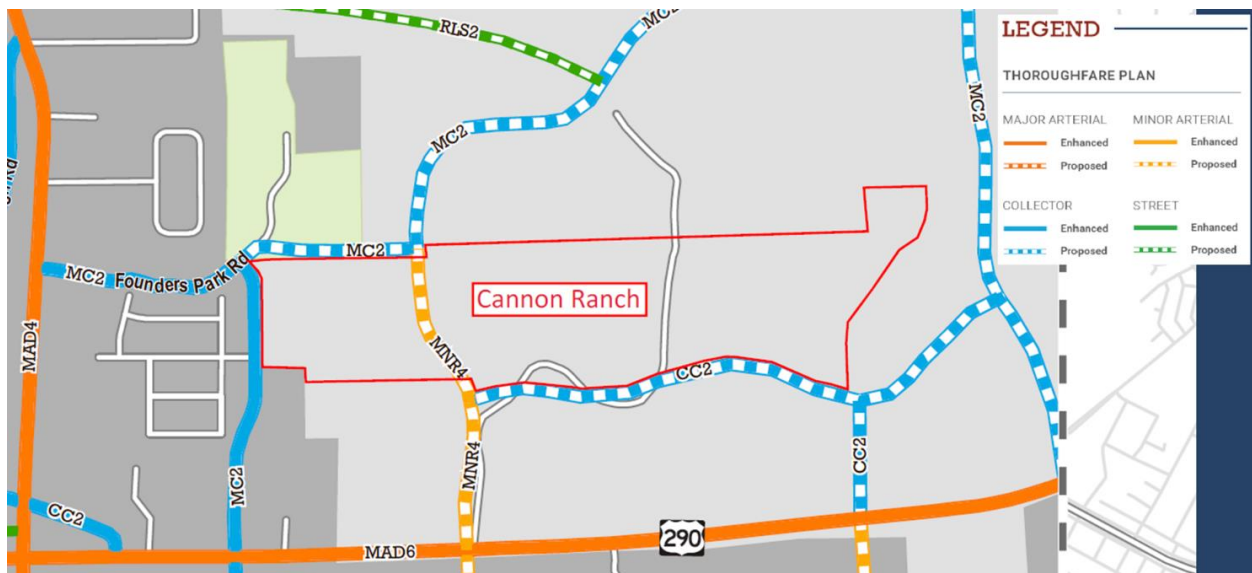 RLS2
MC2
MC2
MC2
MC2
MC2 Founders Park Rd
Cannon Ranch
MNR4
MAD4
CC2
MC2
MNR4
CC2
CC2
MAD6
290
LEGEND
THOROUGHFARE PLAN
MAJOR ARTERIAL
Enhanced
Proposed
MINOR ARTERIAL
Enhanced
Proposed
COLLECTOR
Enhanced
Proposed
STREET
Enhanced
Proposed